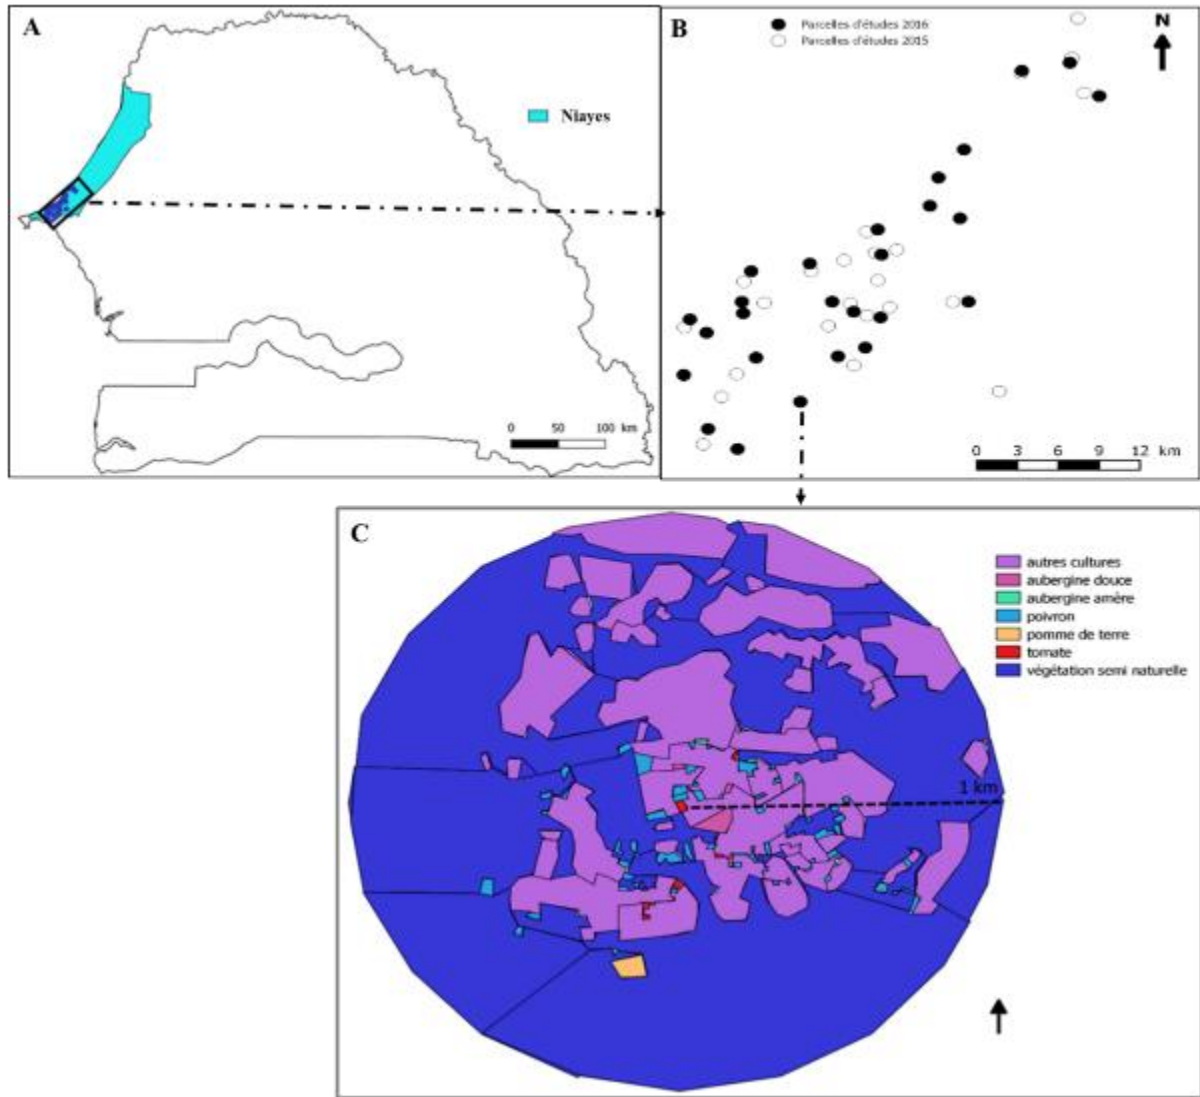 A
Niayes
0 50 100 km
B
Parcelles d'études 2016
Parcelles d'études 2015
N
0 3 6 9 12 km
C
autres cultures
aubergine douce
aubergine amère
poivron
pomme de terre
tomate
végétation semi naturelle
1 km